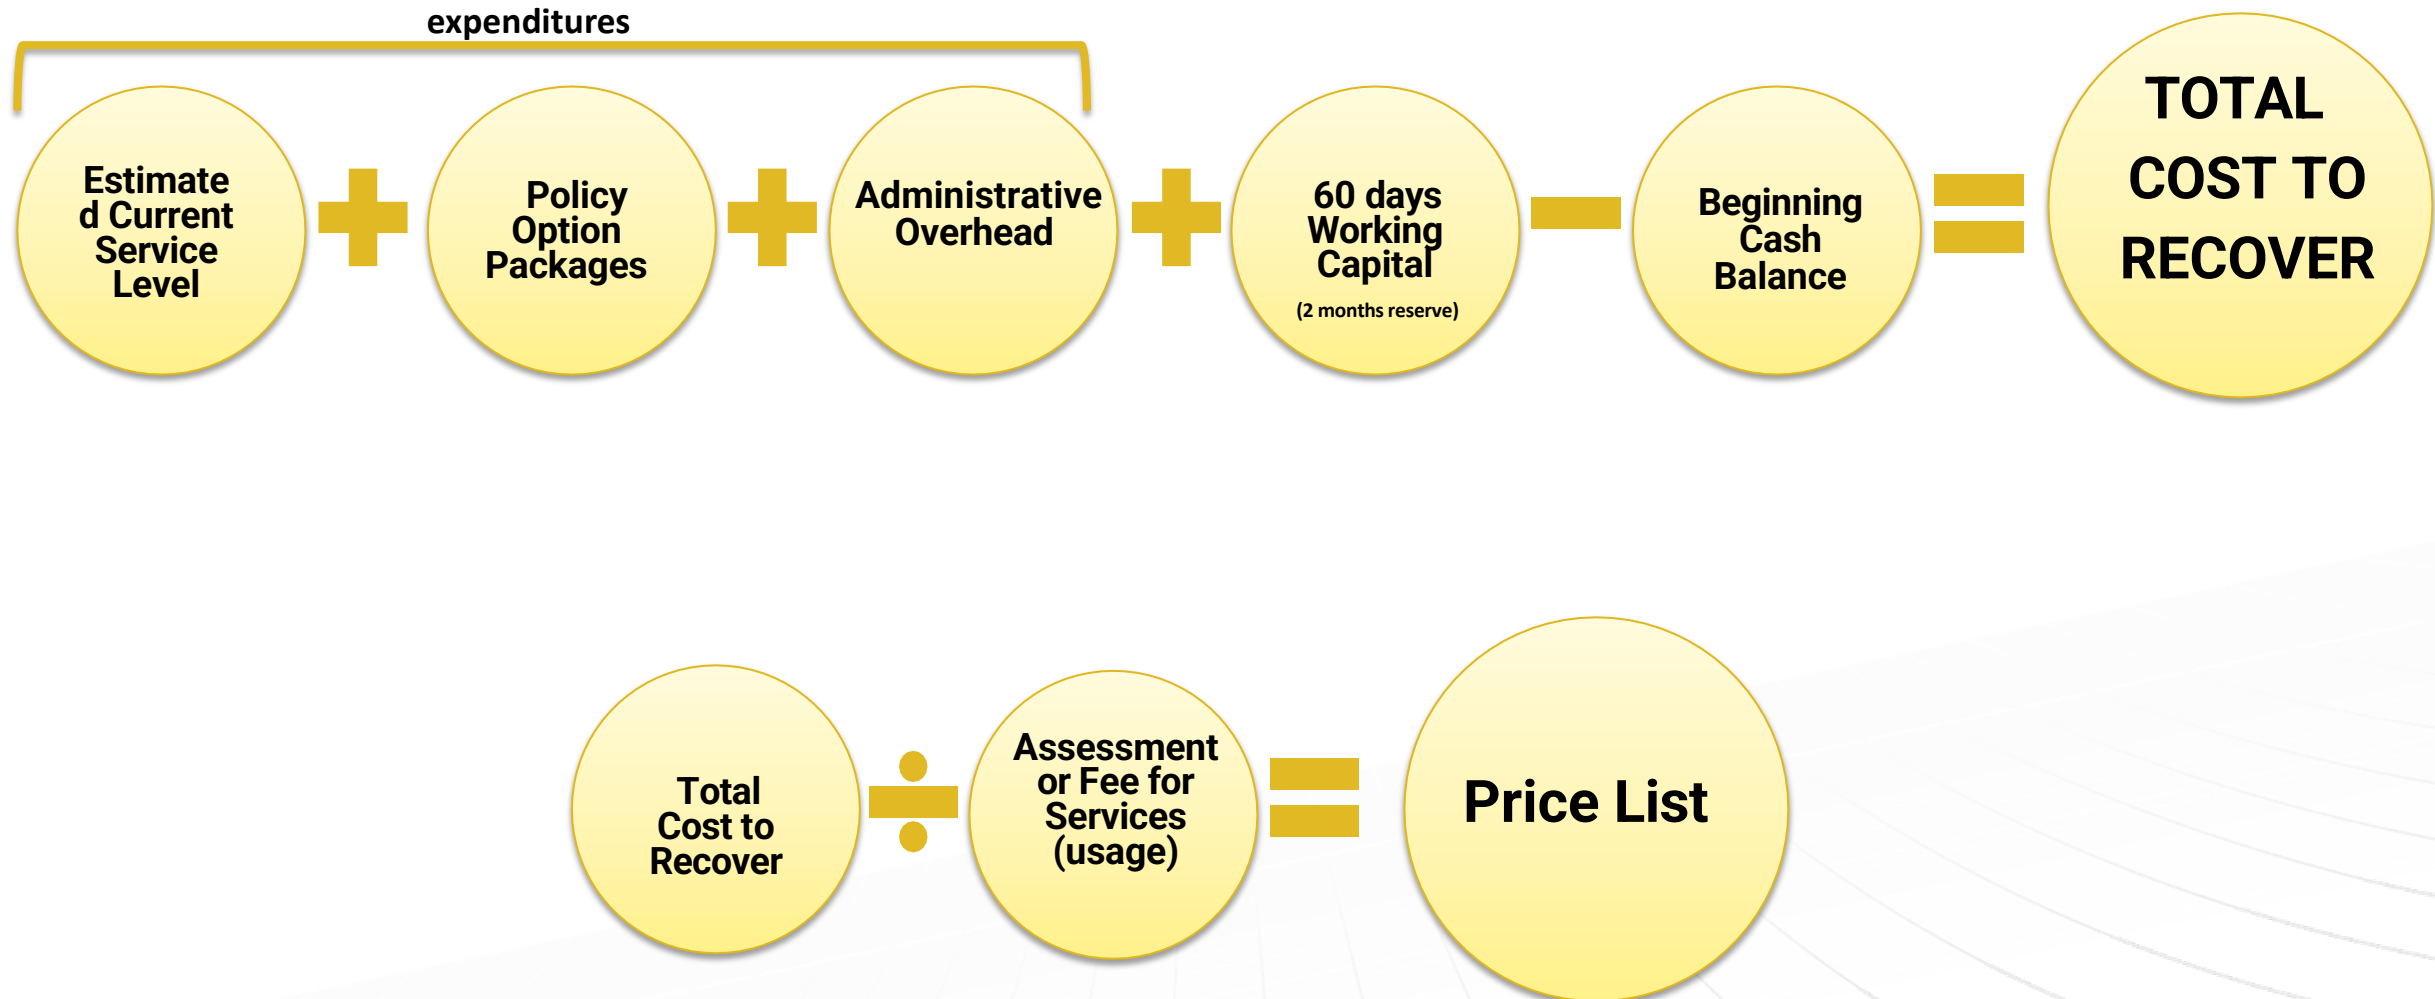 expenditures
Estimate
d Current
Service
Level
Policy
Option
Packages
Administrative
Overhead
60 days
Working
Capital
(2 months reserve)
Beginning
Cash
Balance
TOTAL
COST TO
RECOVER
Total
Cost to
Recover
Assessment
or Fee for
Services
(usage)
Price List